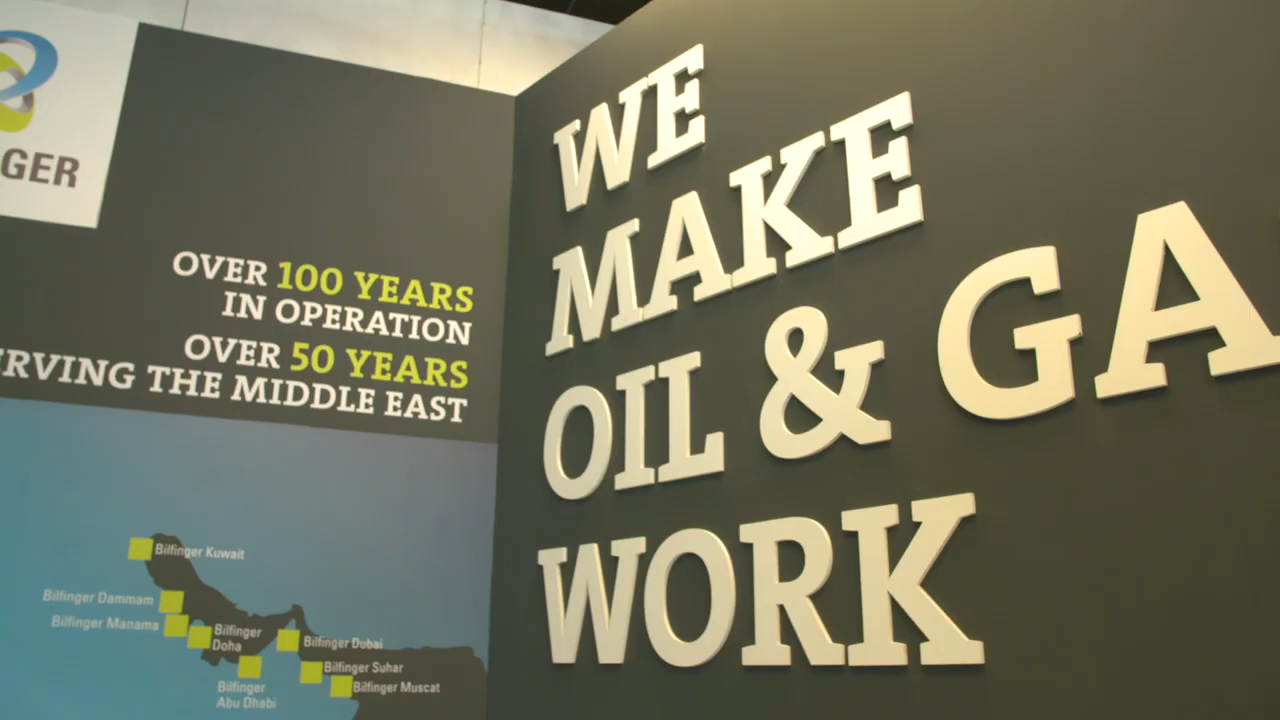 GER
OVER 100 YEARS
IN OPERATION
OVER 50 YEARS
ERVING THE MIDDLE EAST
Bilfinger Kuwait
Bilfinger Dammam
Bilfinger Manama
Bilfinger
Doha
Bilfinger Dubai
Bilfinger Suhar
Bilfinger
Abu Dhabi
Bilfinger Muscat
WE
MAKE
OIL & GA
WORK